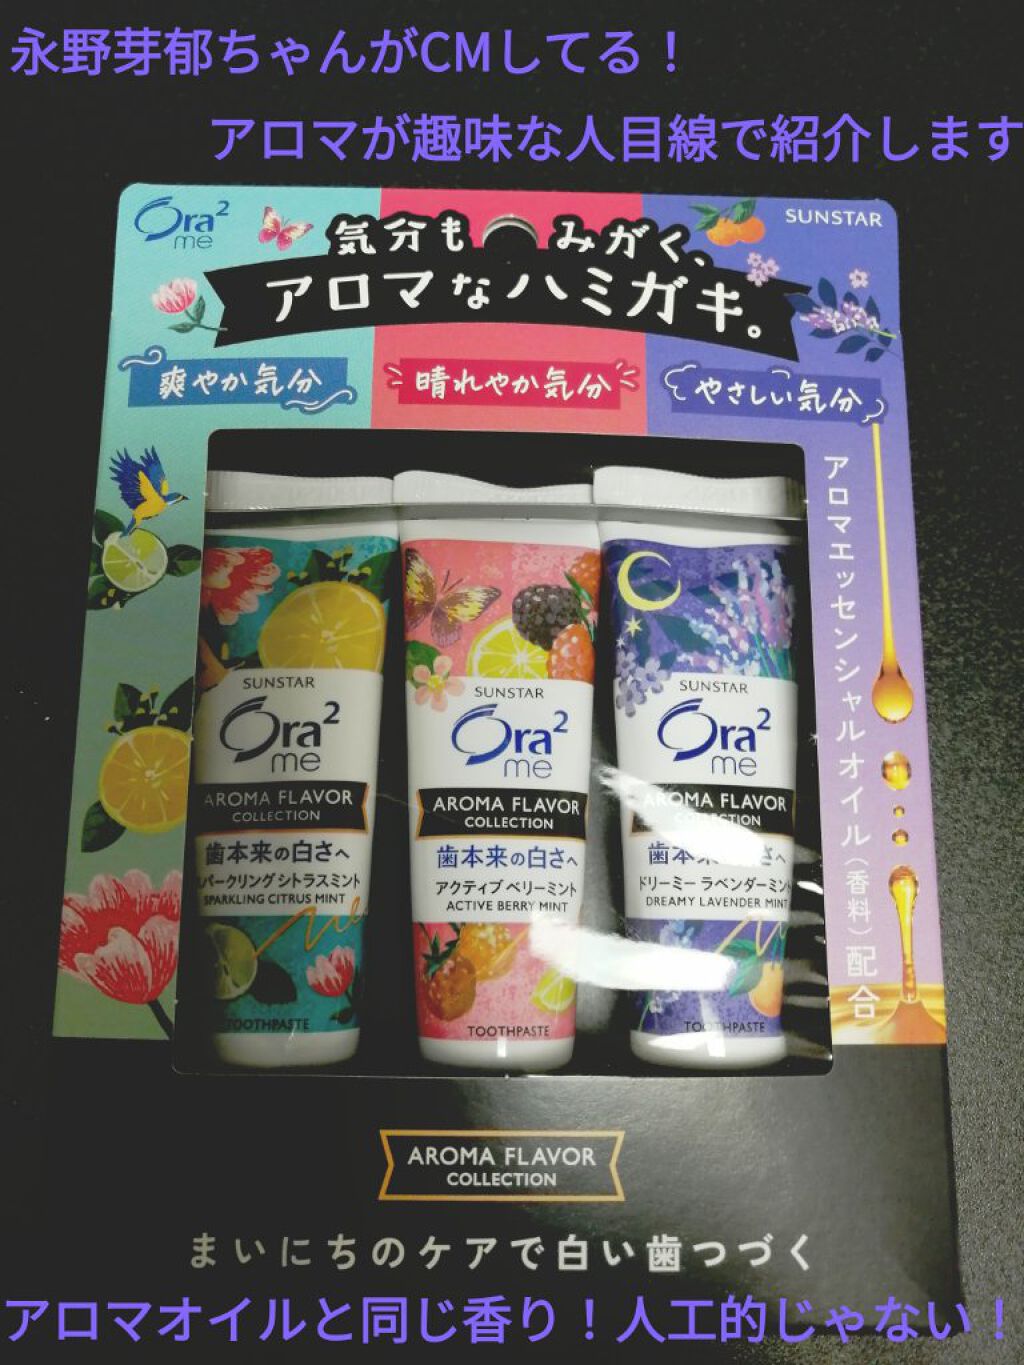 永野芽郁ちゃんがCMしてる！
アロマが趣味な人目線で紹介します
Ora2
me
SUNSTAR
気分も みがく、
アロマなハミガキ。
爽やか気分
晴れやか気分
やさしい気分
アロマエッセンシャルオイル(香料)配合
SUNSTAR
Ora2
me
AROMA FLAVOR
COLLECTION
歯本来の白さへ
スパークリングシトラスミント
SPARKLING CITRUS MINT
TOOTHPASTE
SUNSTAR
Ora2
me
AROMA FLAVOR
COLLECTION
歯本来の白さへ
アクティブ ベリーミント
ACTIVE BERRY MINT
TOOTHPASTE
SUNSTAR
Ora2
me
AROMA FLAVOR
COLLECTION
歯本来の白さへ
ドリーミー ラベンダーミント
DREAMY LAVENDER MINT
TOOTHPASTE
AROMA FLAVOR
COLLECTION
まいにちのケアで白い歯つづく
アロマオイルと同じ香り！人工的じゃない！